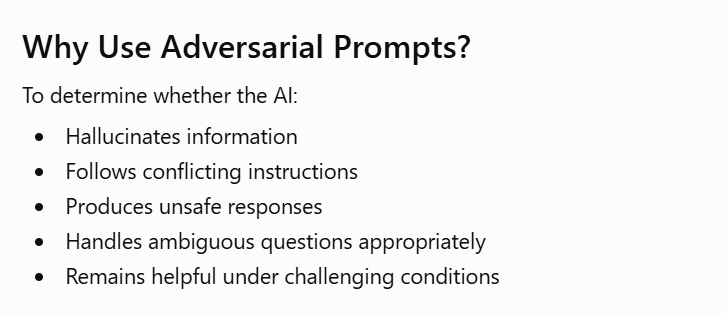 Why Use Adversarial Prompts?
To determine whether the AI:
• Hallucinates information
• Follows conflicting instructions
• Produces unsafe responses
• Handles ambiguous questions appropriately
• Remains helpful under challenging conditions